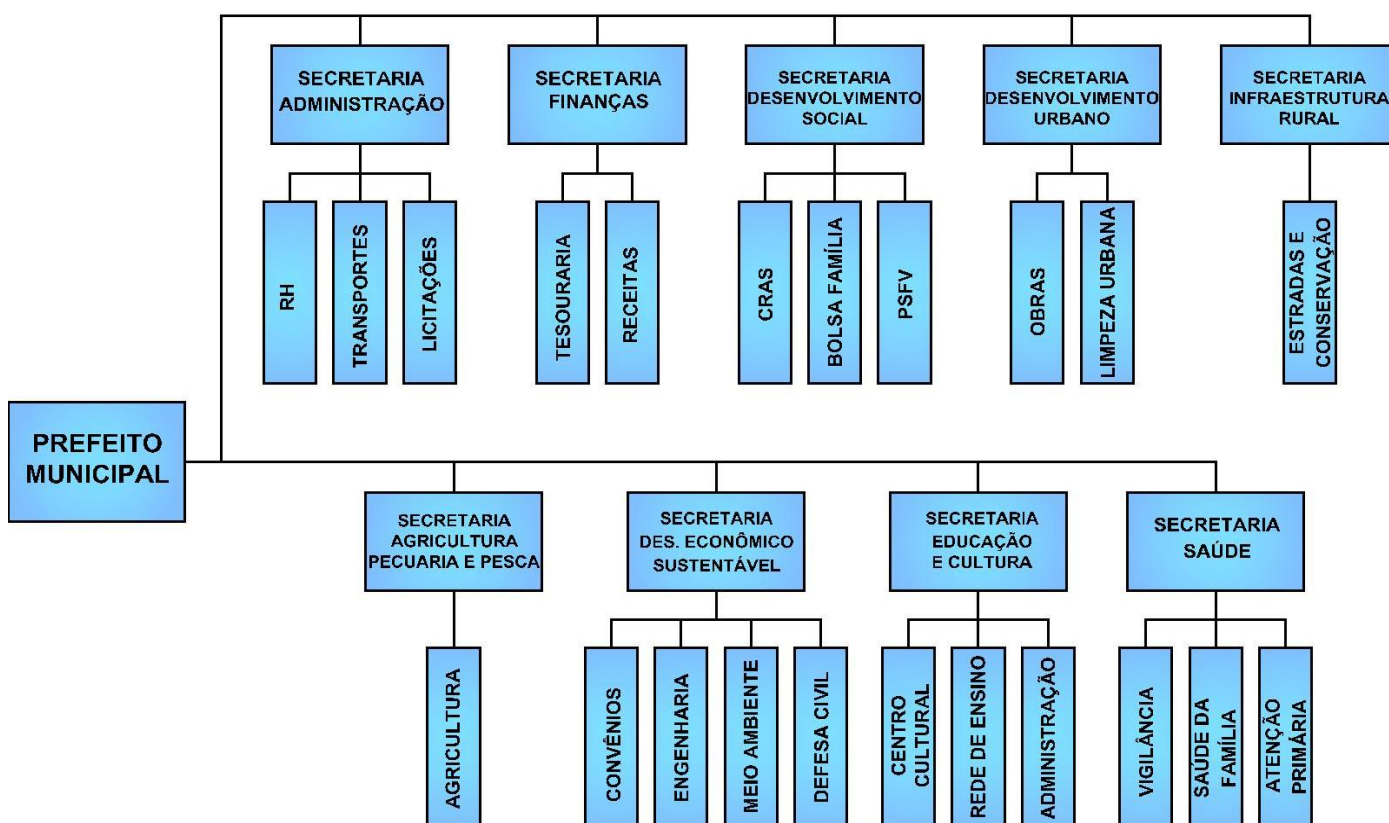 SECRETARIA
ADMINISTRAÇÃO
SECRETARIA
FINANÇAS
SECRETARIA
DESENVOLVIMENTO
SOCIAL
SECRETARIA
DESENVOLVIMENTO
URBANO
SECRETARIA
INFRAESTRUTURA
RURAL
RH
TRANSPORTES
LICITAÇÕES
TESOURARIA
RECEITAS
CRAS
BOLSA FAMÍLIA
PSFV
OBRAS
LIMPEZA URBANA
ESTRADAS E
CONSERVAÇÃO
PREFEITO
MUNICIPAL
SECRETARIA
AGRICULTURA
PECUARIA E PESCA
SECRETARIA
DES. ECONÔMICO
SUSTENTÁVEL
SECRETARIA
EDUCAÇÃO
E CULTURA
SECRETARIA
SAÚDE
AGRICULTURA
CONVÊNIOS
ENGENHARIA
MEIO AMBIENTE
DEFESA CIVIL
CENTRO
CULTURAL
REDE DE ENSINO
ADMINISTRAÇÃO
VIGILÂNCIA
SAÚDE DA
FAMÍLIA
ATENÇÃO
PRIMÁRIA